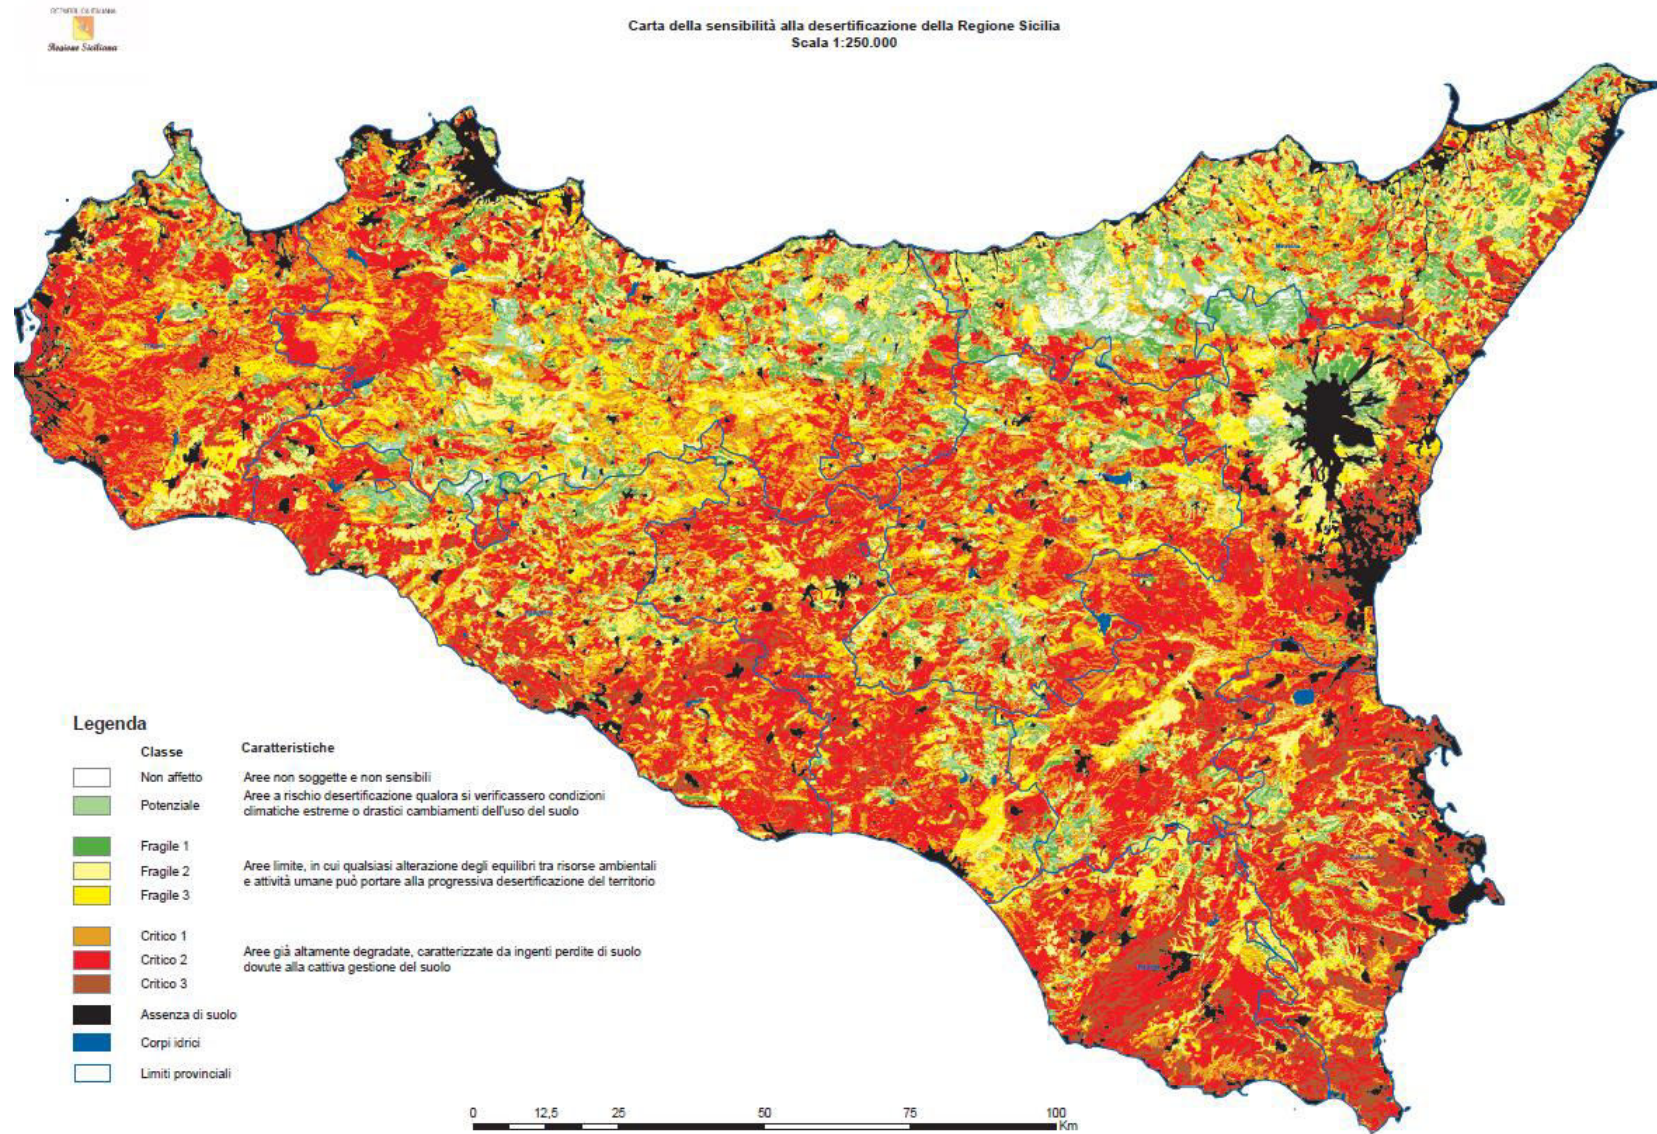 Regione Siciliana
Carta della sensibilità alla desertificazione della Regione Sicilia
Scala 1:250.000
Legenda
Classe
Caratteristiche
Non affetto
Aree non soggette e non sensibili
Potenziale
Aree a rischio desertificazione qualora si verificassero condizioni
climatiche estreme o drastici cambiamenti dell'uso del suolo
Fragile 1
Fragile 2
Fragile 3
Aree limite, in cui qualsiasi alterazione degli equilibri tra risorse ambientali
e attività umane può portare alla progressiva desertificazione del territorio
Critico 1
Critico 2
Critico 3
Aree già altamente degradate, caratterizzate da ingenti perdite di suolo
dovute alla cattiva gestione del suolo
Assenza di suolo
Corpi idrici
Limiti provinciali
0 12,5 25 50 75 100
Km